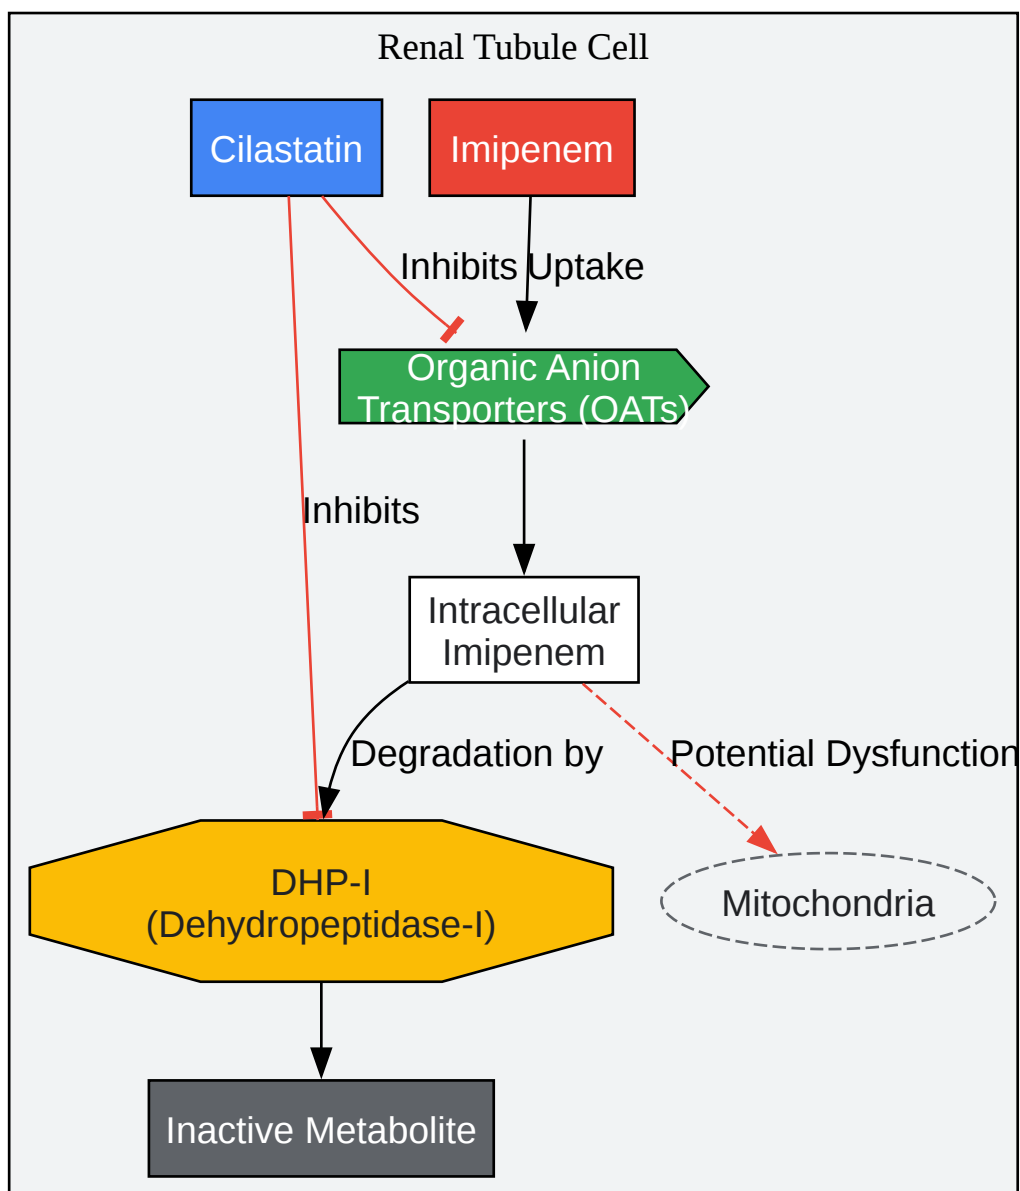 Renal Tubule Cell
Cilastatin
Imipenem
Inhibits Uptake
Organic Anion
Transporters (OATs)
Inhibits
Intracellular
Imipenem
Degradation by
Potential Dysfunction
DHP-I
(Dehydropeptidase-I)
Mitochondria
Inactive Metabolite